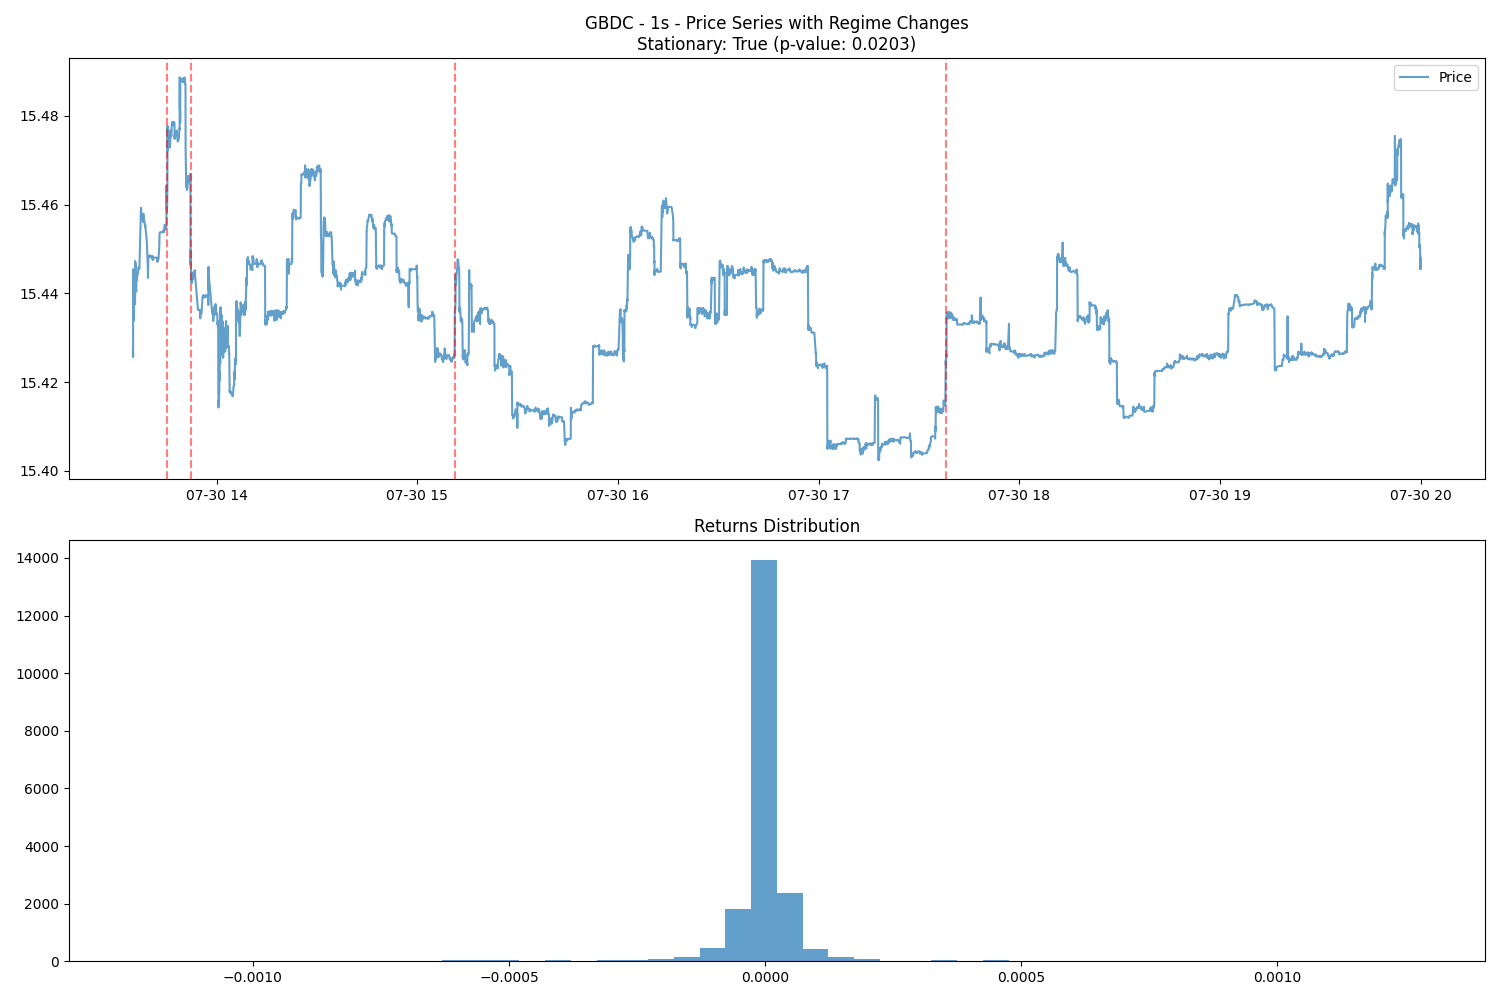 GBDC - 1s - Price Series with Regime Changes
Stationary: True (p-value: 0.0203)
Price
15.48
15.46
15.44
15.42
15.40
07-30 14 07-30 15 07-30 16 07-30 17 07-30 18 07-30 19 07-30 20
Returns Distribution
14000
12000
10000
8000
6000
4000
2000
0
−0.0010 −0.0005 0.0000 0.0005 0.0010